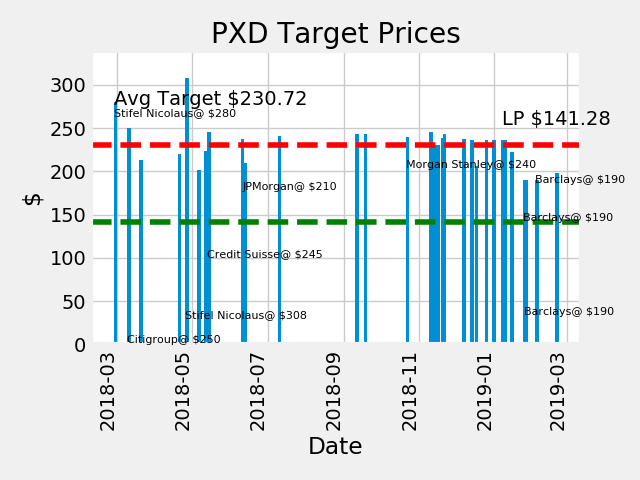 PXD Target Prices
300
250
200
150
100
50
0
$
Avg Target $230.72
LP $141.28
Stifel Nicolaus@ $280
Morgan Stanley@ $240
Barclays@ $190
JPMorgan@ $210
Barclays@ $190
Credit Suisse@ $245
Stifel Nicolaus@ $308
Barclays@ $190
Citigroup@ $250
2018-03
2018-05
2018-07
2018-09
2018-11
2019-01
2019-03
Date